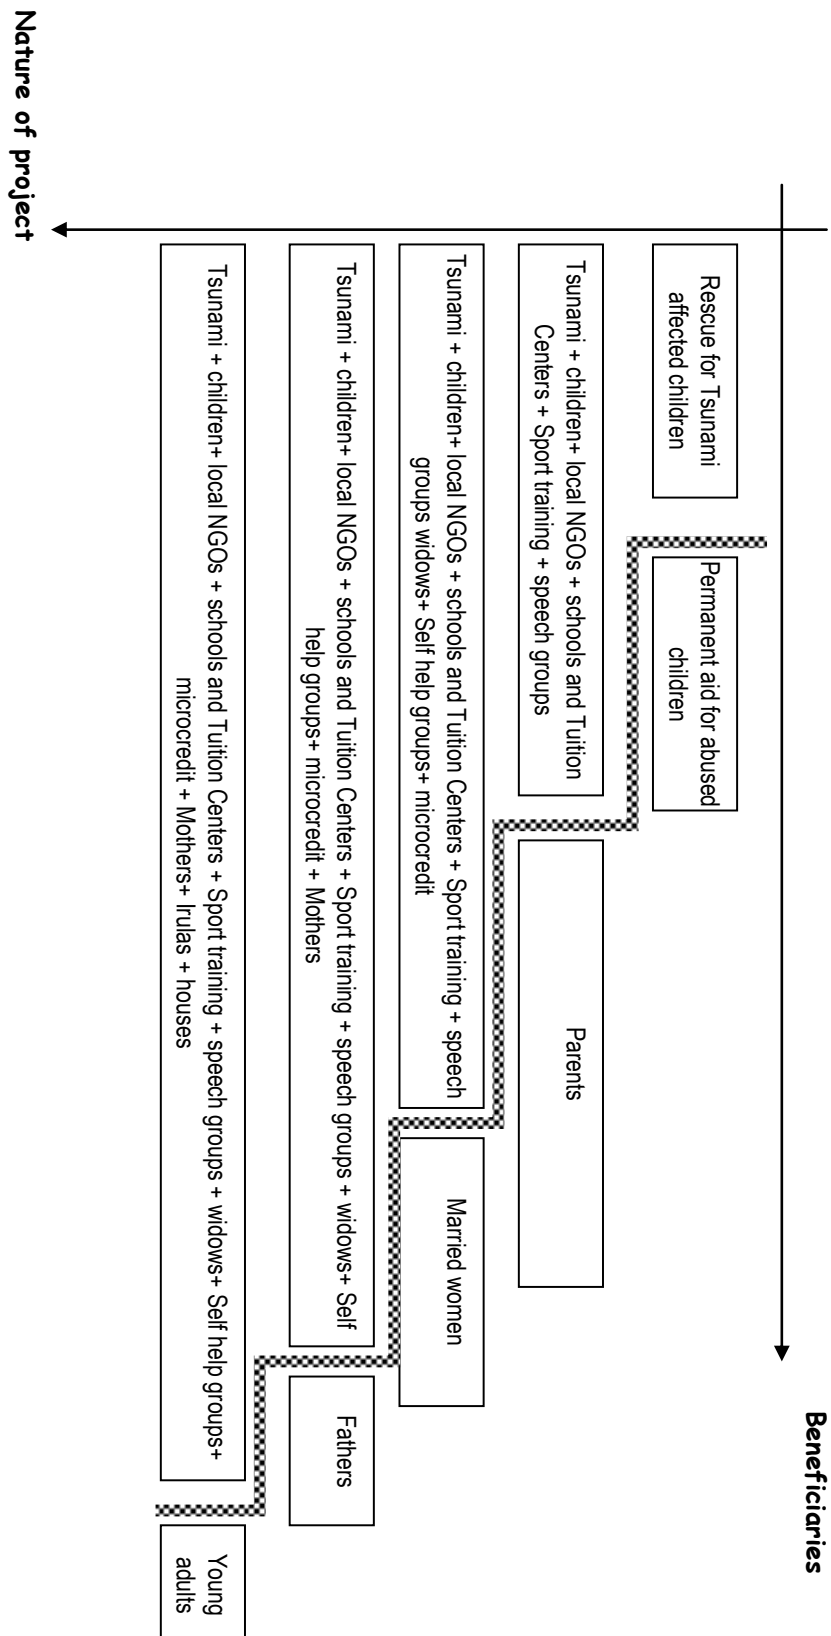 Beneficiaries
Rescue for Tsunami
affected children
Permanent aid for abused
children
Tsunami + children+ local NGOs + schools and Tuition
Centers + Sport training + speech groups
Parents
Tsunami + children+ local NGOs + schools and Tuition Centers + Sport training + speech
groups widows+ Self help groups+ microcredit
Married women
Tsunami + children+ local NGOs + schools and Tuition Centers + Sport training + speech groups + widows+ Self
help groups+ microcredit + Mothers
Fathers
Tsunami + children+ local NGOs + schools and Tuition Centers + Sport training + speech groups + widows+ Self help groups+
microcredit + Mothers+ Irulas + houses
Young
adults
Nature of project